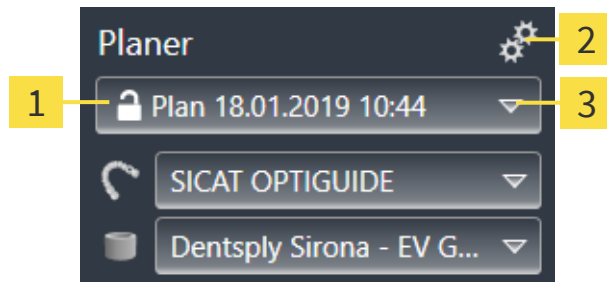 Planer
2
1
Plan 18.01.2019 10:44
3
SICAT OPTIGUIDE
Dentsply Sirona - EV G...